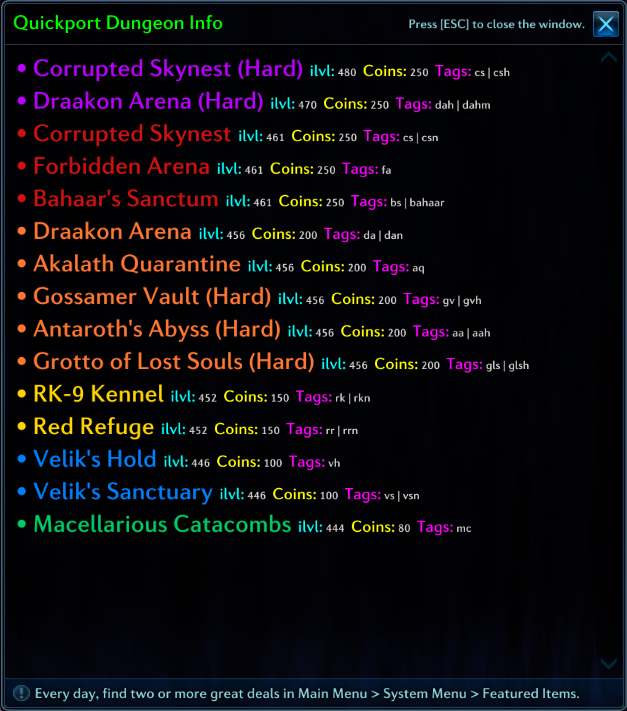 Quickport Dungeon Info
Press [ESC] to close the window.
• Corrupted Skynest (Hard) ilvl: 480 Coins: 250 Tags: cs | csh
• Draakon Arena (Hard) ilvl: 470 Coins: 250 Tags: dah | dahm
• Corrupted Skynest ilvl: 461 Coins: 250 Tags: cs | csn
• Forbidden Arena ilvl: 461 Coins: 250 Tags: fa
• Bahaar's Sanctum ilvl: 461 Coins: 250 Tags: bs | bahaar
• Draakon Arena ilvl: 456 Coins: 200 Tags: da | dan
• Akalath Quarantine ilvl: 456 Coins: 200 Tags: aq
• Gossamer Vault (Hard) ilvl: 456 Coins: 200 Tags: gv | gvh
• Antaroth's Abyss (Hard) ilvl: 456 Coins: 200 Tags: aa | aah
• Grotto of Lost Souls (Hard) ilvl: 456 Coins: 200 Tags: gls | glsh
• RK-9 Kennel ilvl: 452 Coins: 150 Tags: rk | rkn
• Red Refuge ilvl: 452 Coins: 150 Tags: rr | rrn
• Velik's Hold ilvl: 446 Coins: 100 Tags: vh
• Velik's Sanctuary ilvl: 446 Coins: 100 Tags: vs | vsn
• Macellarious Catacombs ilvl: 444 Coins: 80 Tags: mc
Every day, find two or more great deals in Main Menu > System Menu > Featured Items.